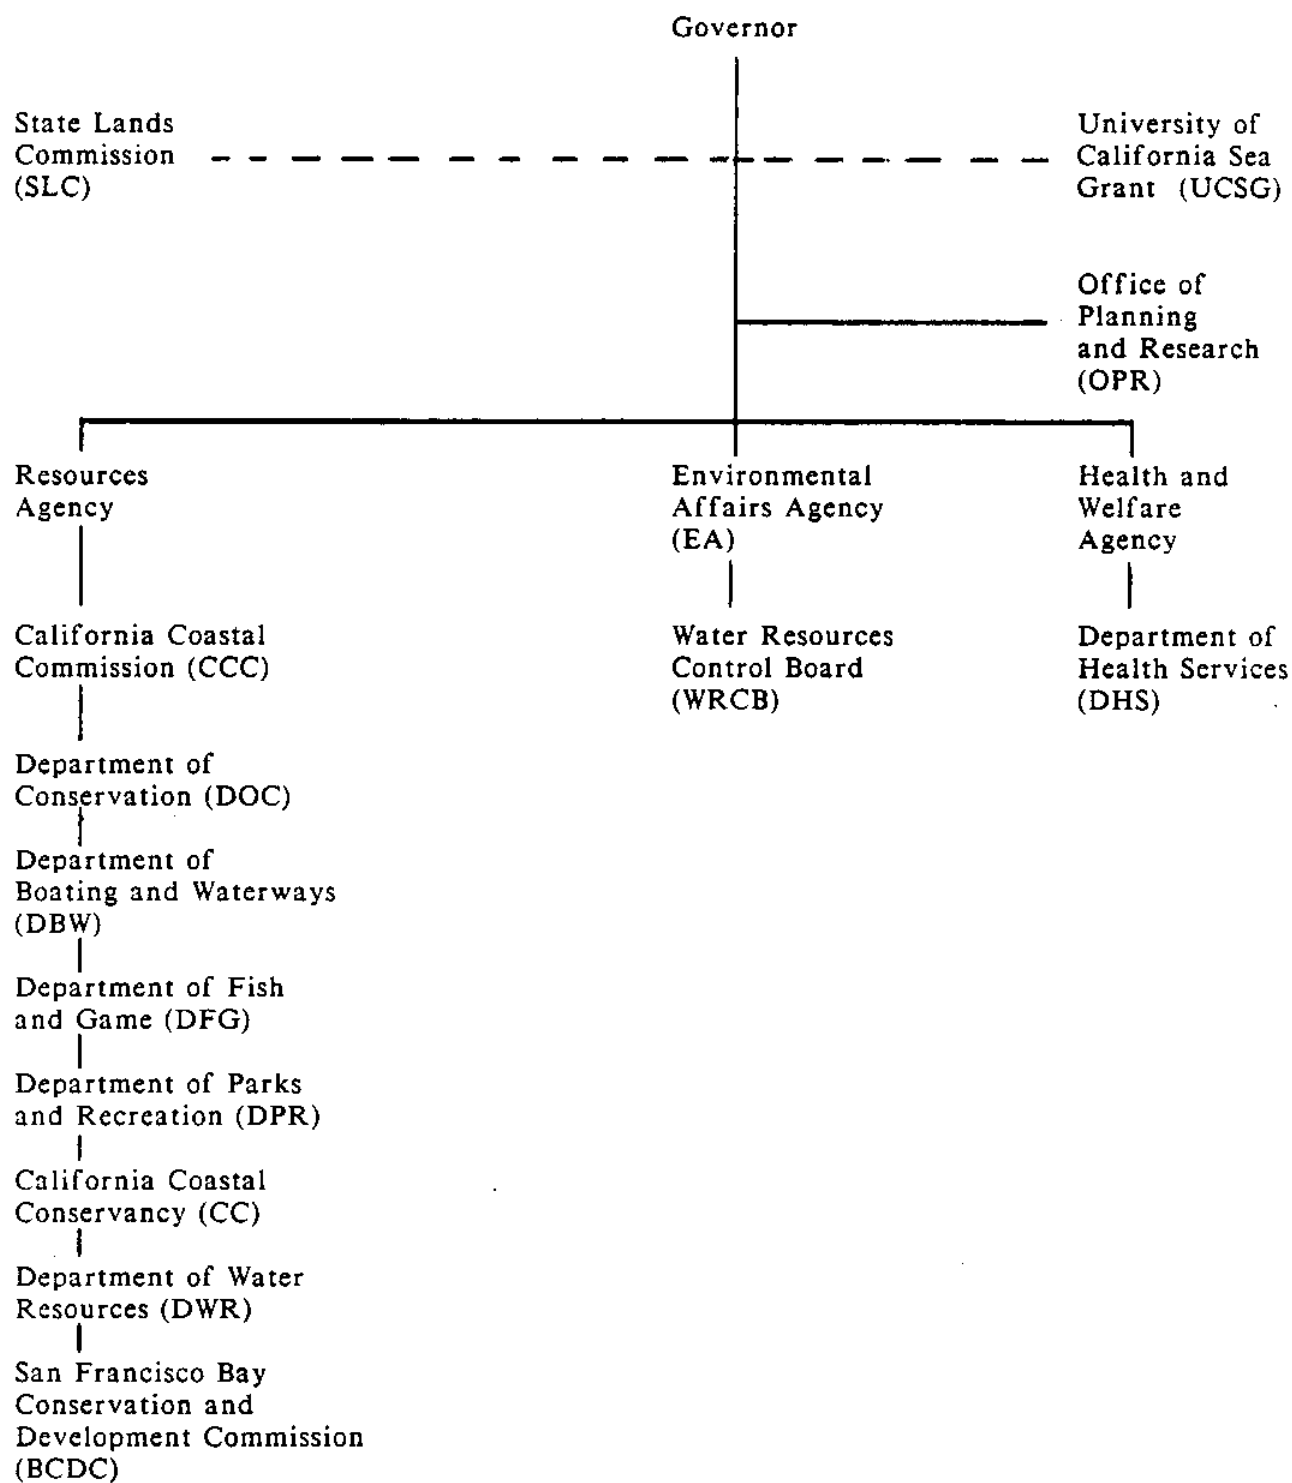 Governor
State Lands
Commission
(SLC)
University of
California Sea
Grant (UCSG)
Office of
Planning
and Research
(OPR)
Resources
Agency
Environmental
Affairs Agency
(EA)
Health and
Welfare
Agency
California Coastal
Commission (CCC)
Water Resources
Control Board
(WRCB)
Department of
Health Services
(DHS)
Department of
Conservation (DOC)
Department of
Boating and Waterways
(DBW)
Department of Fish
and Game (DFG)
Department of Parks
and Recreation (DPR)
California Coastal
Conservancy (CC)
Department of Water
Resources (DWR)
San Francisco Bay
Conservation and
Development Commission
(BCDC)